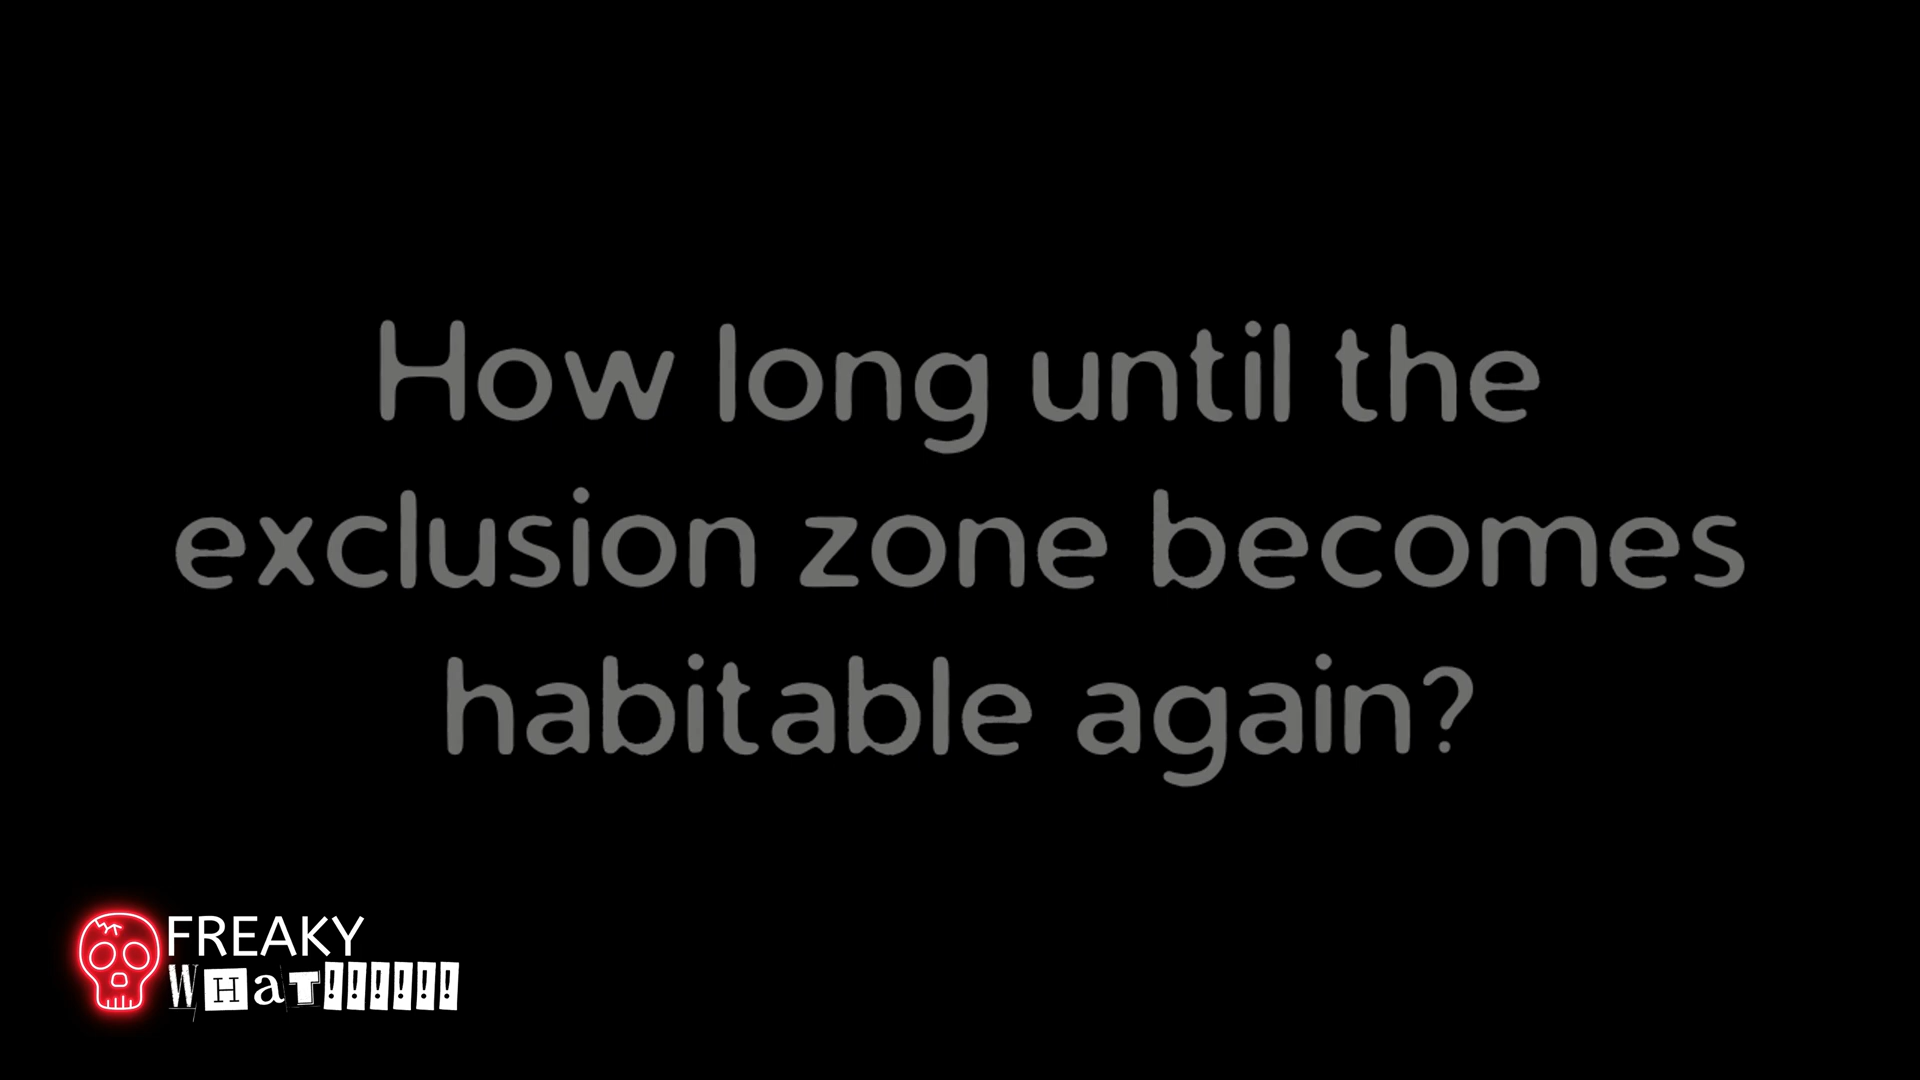 How long until the
exclusion zone becomes
habitable again?
FREAKY
WHaT!!!!!!